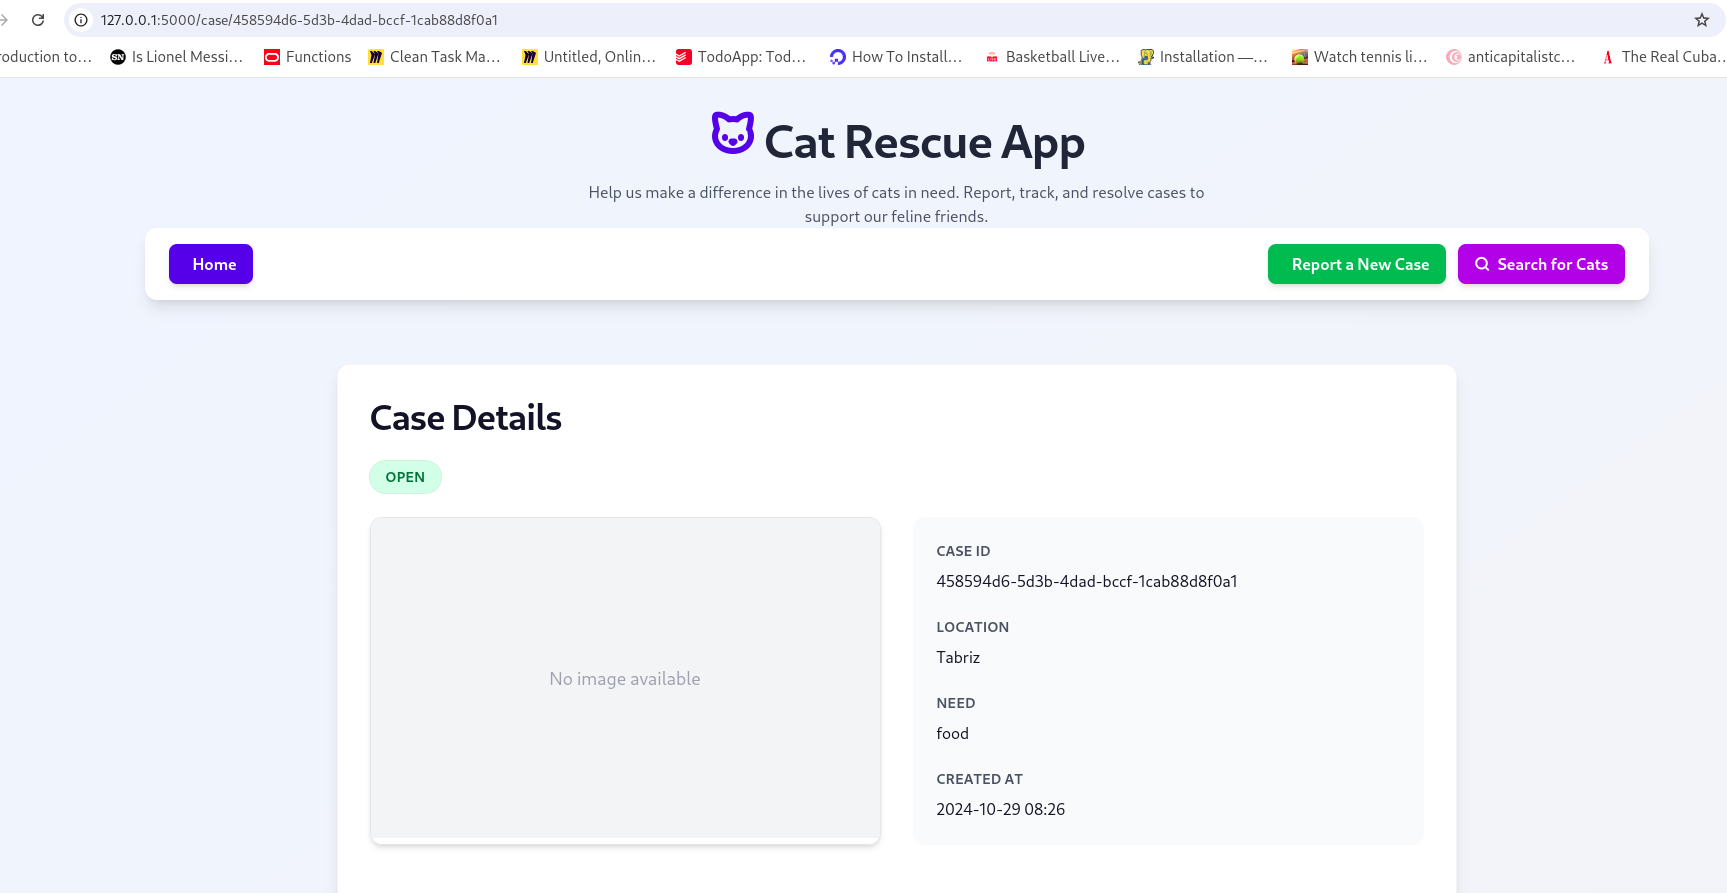 127.0.0.1:5000/case/458594d6-5d3b-4dad-bccf-1cab88d8f0a1
roduction to... Is Lionel Messi... Functions Clean Task Ma... Untitled, Onlin... TodoApp: Tod... How To Install... Basketball Live... Installation —... Watch tennis li... anticapitalistc... The Real Cuba...
Cat Rescue App
Help us make a difference in the lives of cats in need. Report, track, and resolve cases to
support our feline friends.
Home Report a New Case Search for Cats
Case Details
OPEN
No image available
CASE ID
458594d6-5d3b-4dad-bccf-1cab88d8f0a1
LOCATION
Tabriz
NEED
food
CREATED AT
2024-10-29 08:26